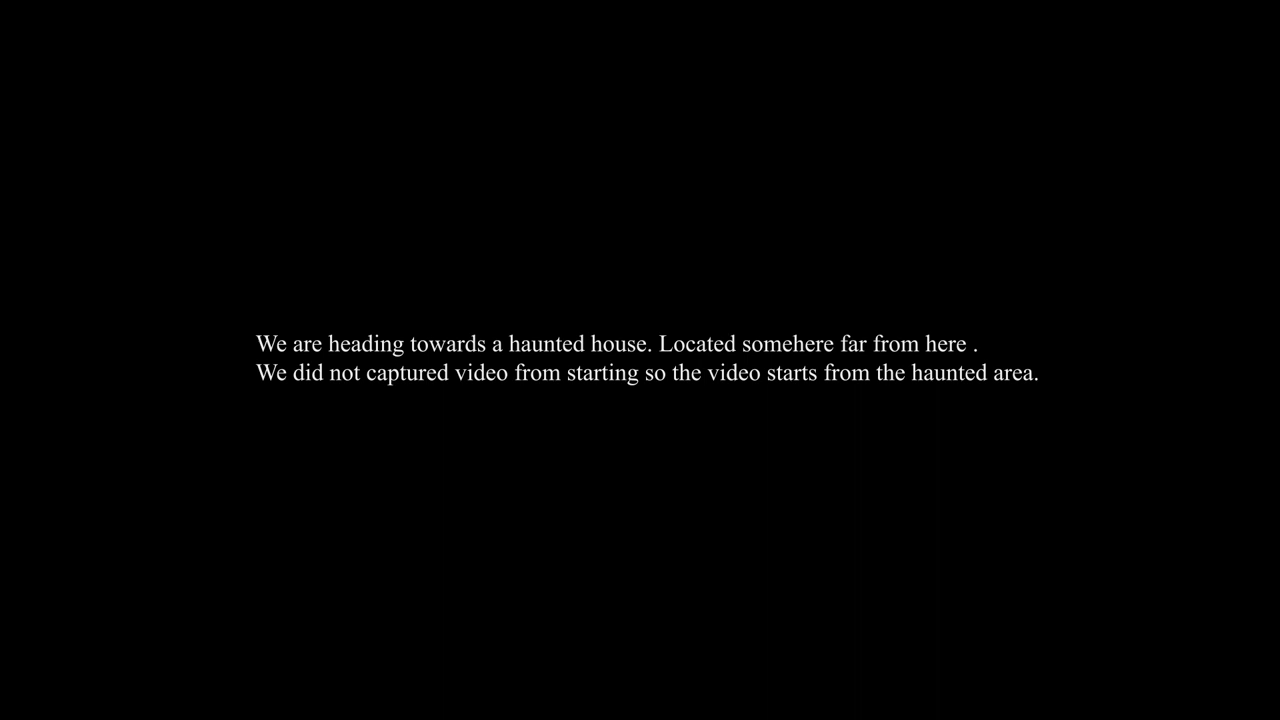 We are heading towards a haunted house. Located somehere far from here .
We did not captured video from starting so the video starts from the haunted area.